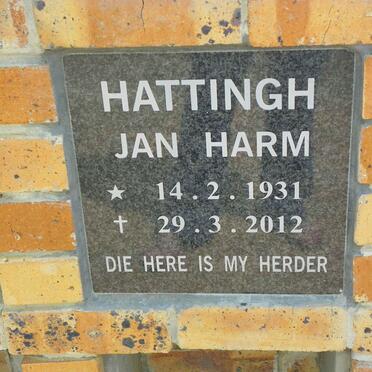 HATTINGH
JAN HARM
★ 14.2.1931
✝ 29.3.2012
DIE HERE IS MY HERDER